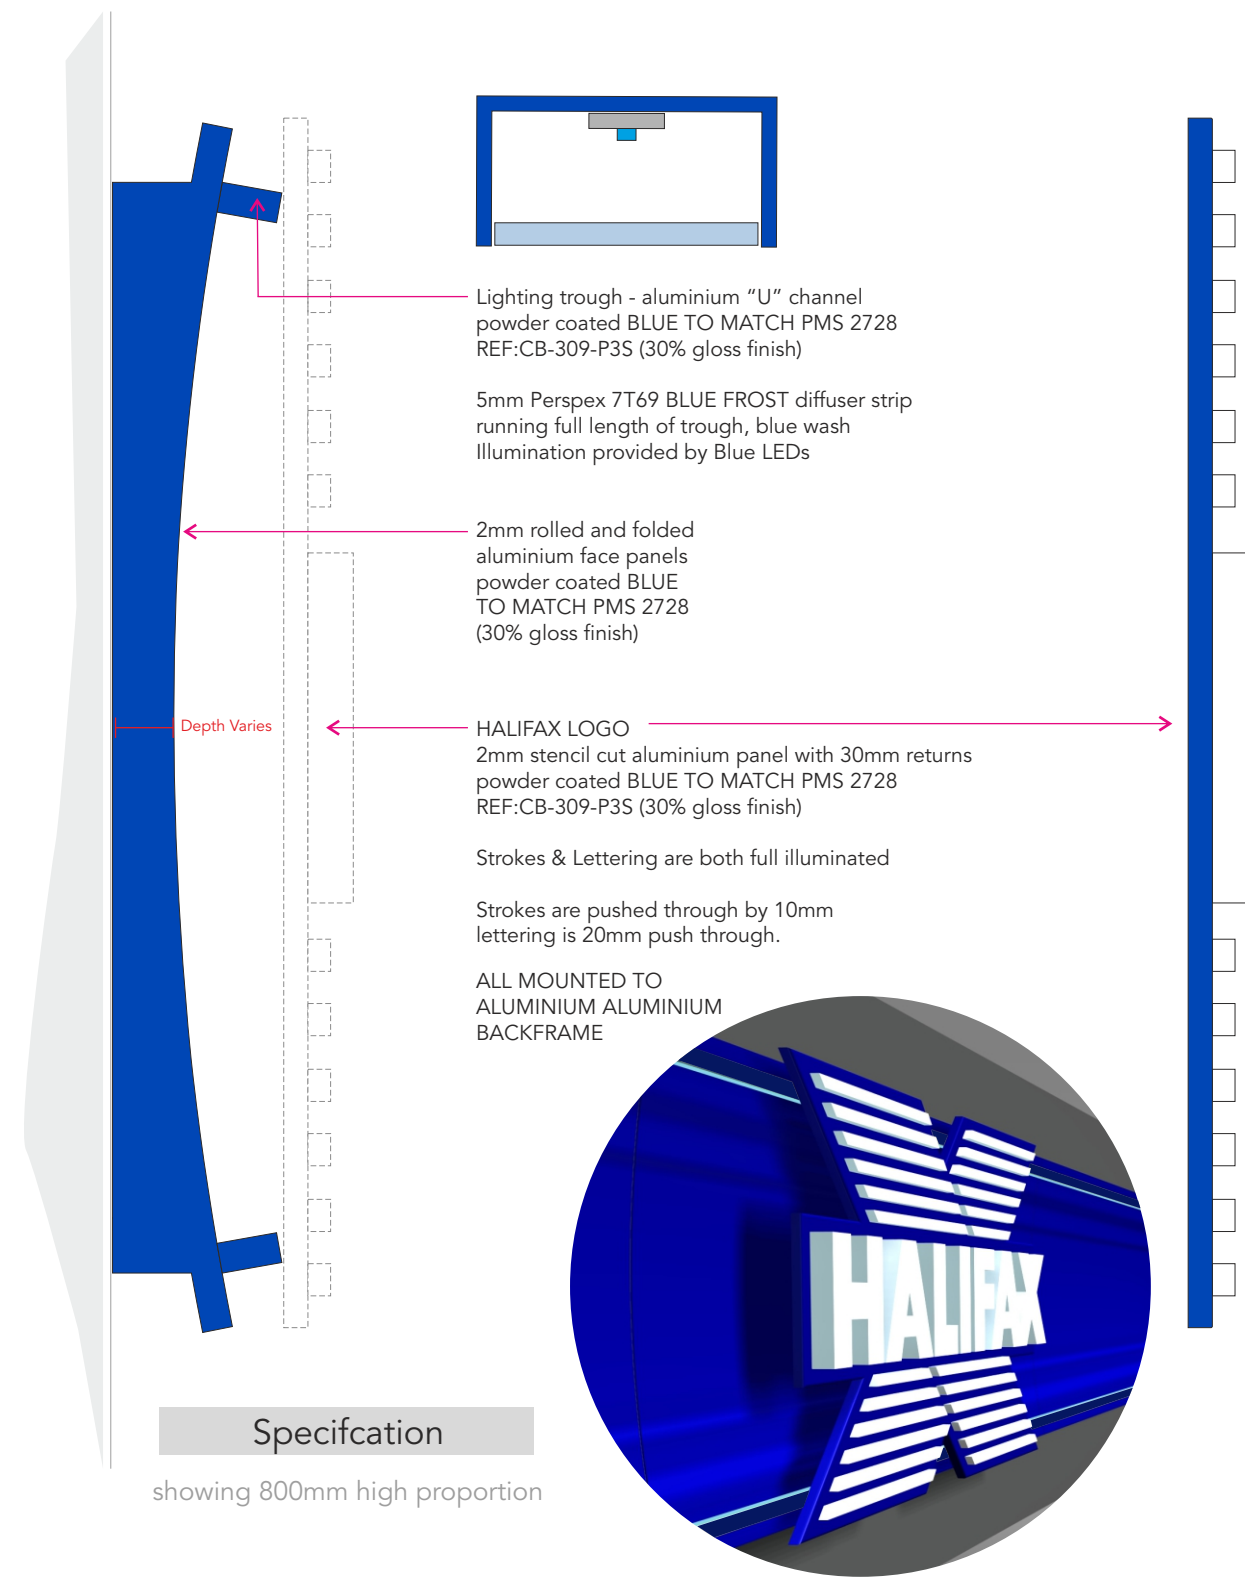 Lighting trough - aluminium “U” channel
powder coated BLUE TO MATCH PMS 2728
REF:CB-309-P3S (30% gloss finish)
5mm Perspex 7T69 BLUE FROST diffuser strip
running full length of trough, blue wash
Illumination provided by Blue LEDs
2mm rolled and folded
aluminium face panels
powder coated BLUE
TO MATCH PMS 2728
(30% gloss finish)
Depth Varies
HALIFAX LOGO
2mm stencil cut aluminium panel with 30mm returns
powder coated BLUE TO MATCH PMS 2728
REF:CB-309-P3S (30% gloss finish)
Strokes & Lettering are both full illuminated
Strokes are pushed through by 10mm
lettering is 20mm push through.
ALL MOUNTED TO
ALUMINIUM ALUMINIUM
BACKFRAME
HALIFAX
Specifcation
showing 800mm high proportion